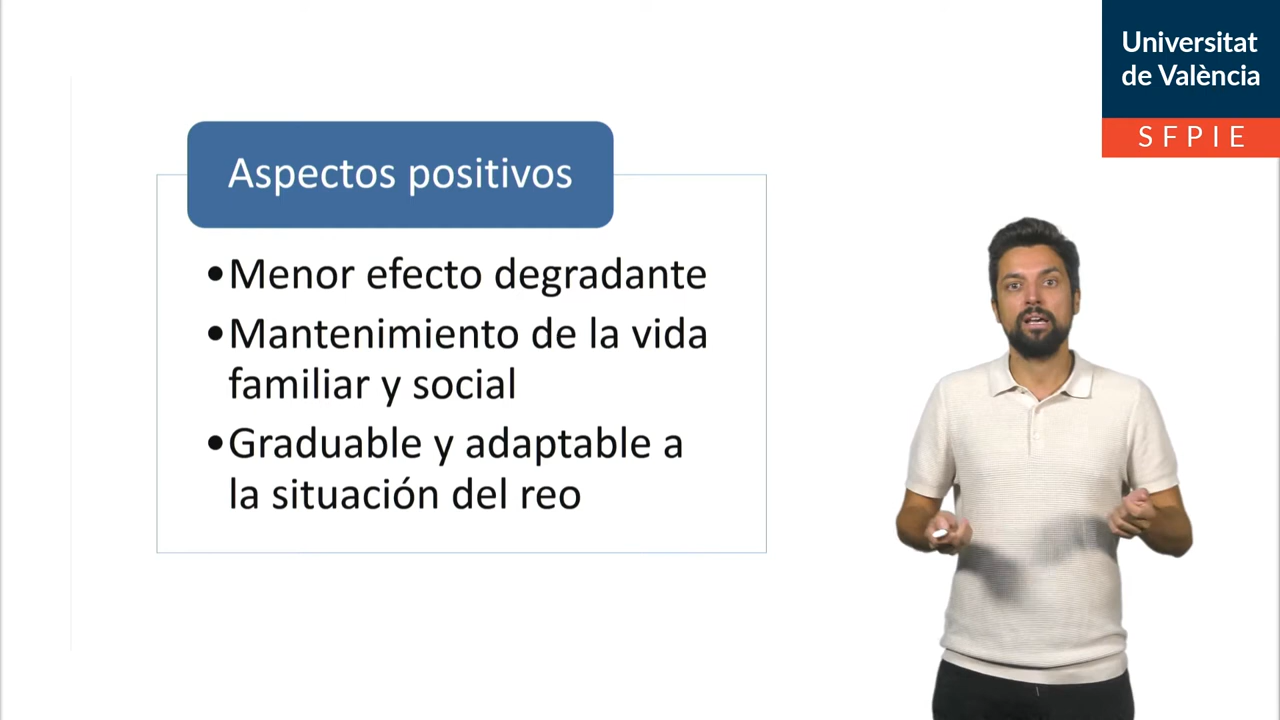 Universitat
de València
SFPIE
Aspectos positivos
•Menor efecto degradante
•Mantenimiento de la vida
familiar y social
•Graduable y adaptable a
la situación del reo